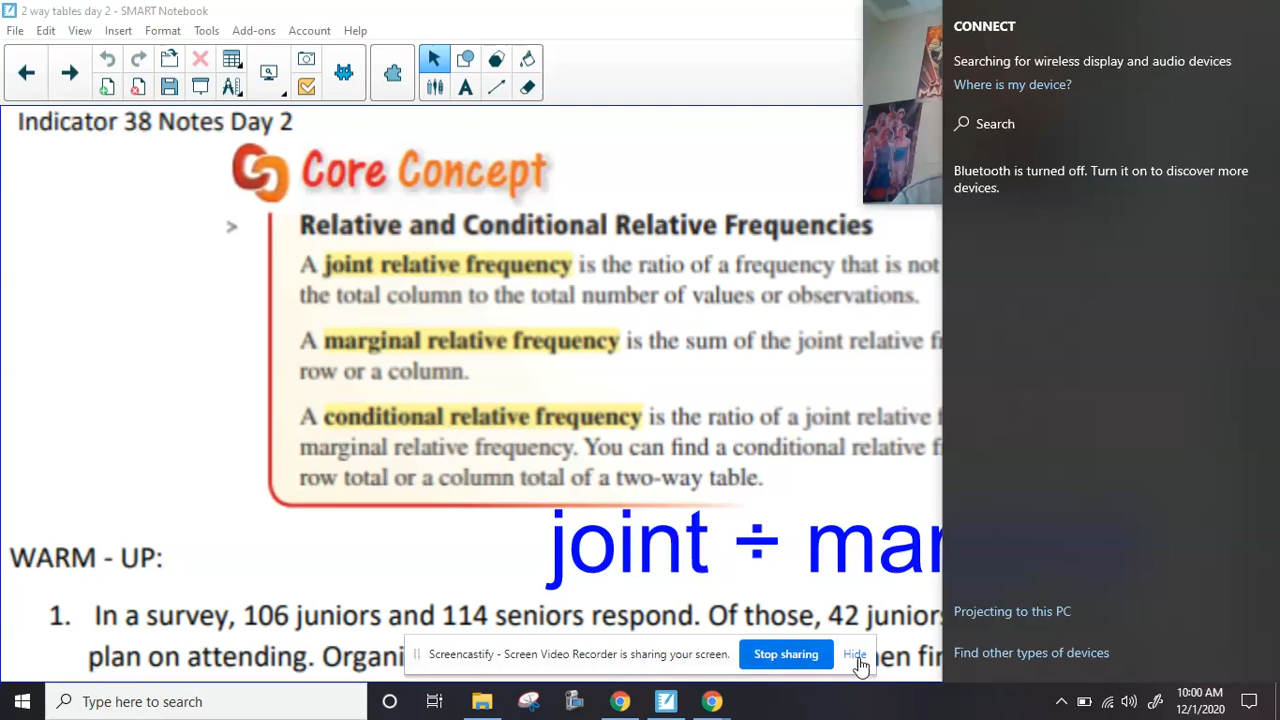 2 way tables day 2 - SMART Notebook
File Edit View Insert Format Tools Add-ons Account Help
Indicator 38 Notes Day 2
Core Concept
Relative and Conditional Relative Frequencies
A joint relative frequency is the ratio of a frequency that is not
the total column to the total number of values or observations.
A marginal relative frequency is the sum of the joint relative
row or a column.
A conditional relative frequency is the ratio of a joint relative
marginal relative frequency. You can find a conditional relative
row total or a column total of a two-way table.
joint ÷ mar
WARM - UP:
1. In a survey, 106 juniors and 114 seniors respond. Of those, 42 juniors
plan on attending. Organi
Screencastify - Screen Video Recorder is sharing your screen. Stop sharing Hide
CONNECT
Searching for wireless display and audio devices
Where is my device?
Search
Bluetooth is turned off. Turn it on to discover more
devices.
Projecting to this PC
Find other types of devices
Type here to search
10:00 AM
12/1/2020